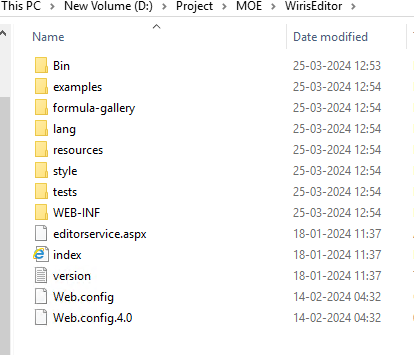 This PC > New Volume (D:) > Project > MOE > WirisEditor >
Name Date modified
Bin 25-03-2024 12:53
examples 25-03-2024 12:54
formula-gallery 25-03-2024 12:54
lang 25-03-2024 12:54
resources 25-03-2024 12:54
style 25-03-2024 12:54
tests 25-03-2024 12:54
WEB-INF 25-03-2024 12:54
editorservice.aspx 18-01-2024 11:37
index 18-01-2024 11:37
version 18-01-2024 11:37
Web.config 14-02-2024 04:32
Web.config.4.0 14-02-2024 04:32